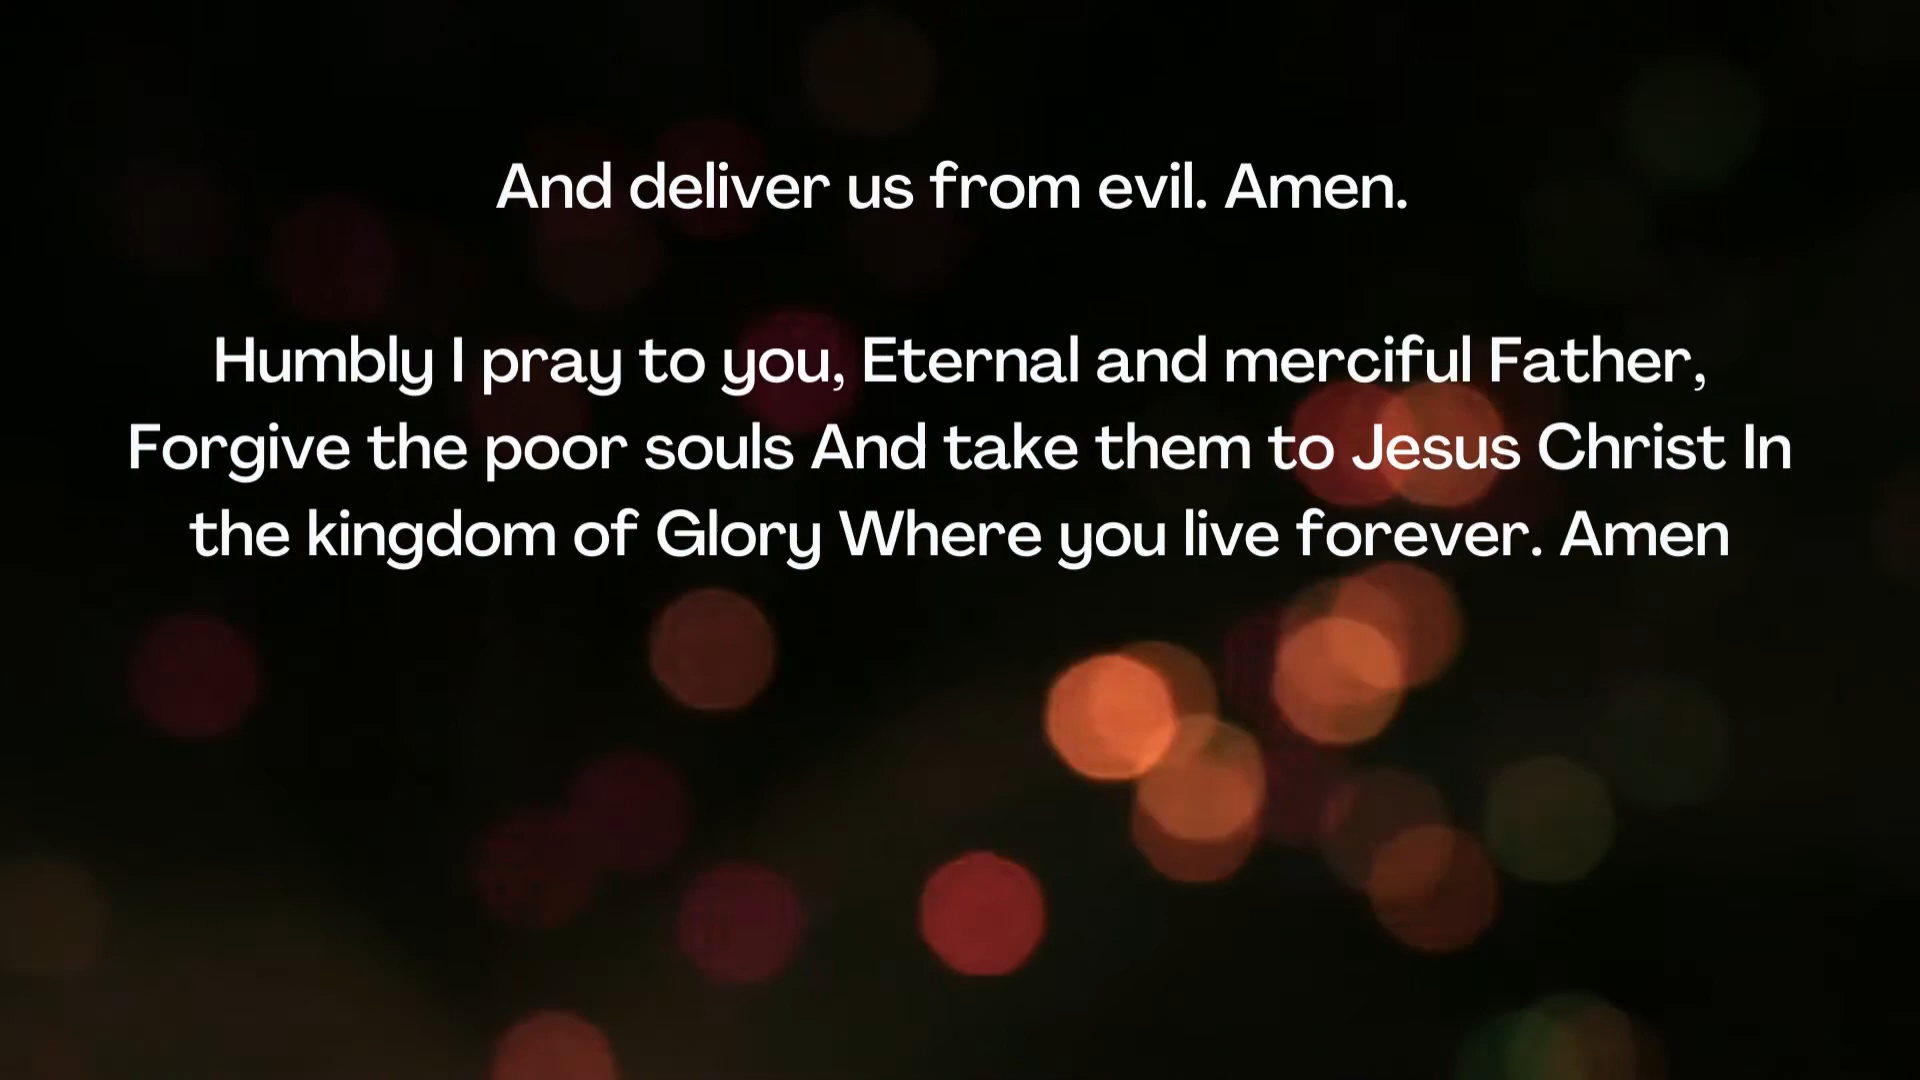 And deliver us from evil. Amen.
Humbly I pray to you, Eternal and merciful Father,
Forgive the poor souls And take them to Jesus Christ In
the kingdom of Glory Where you live forever. Amen